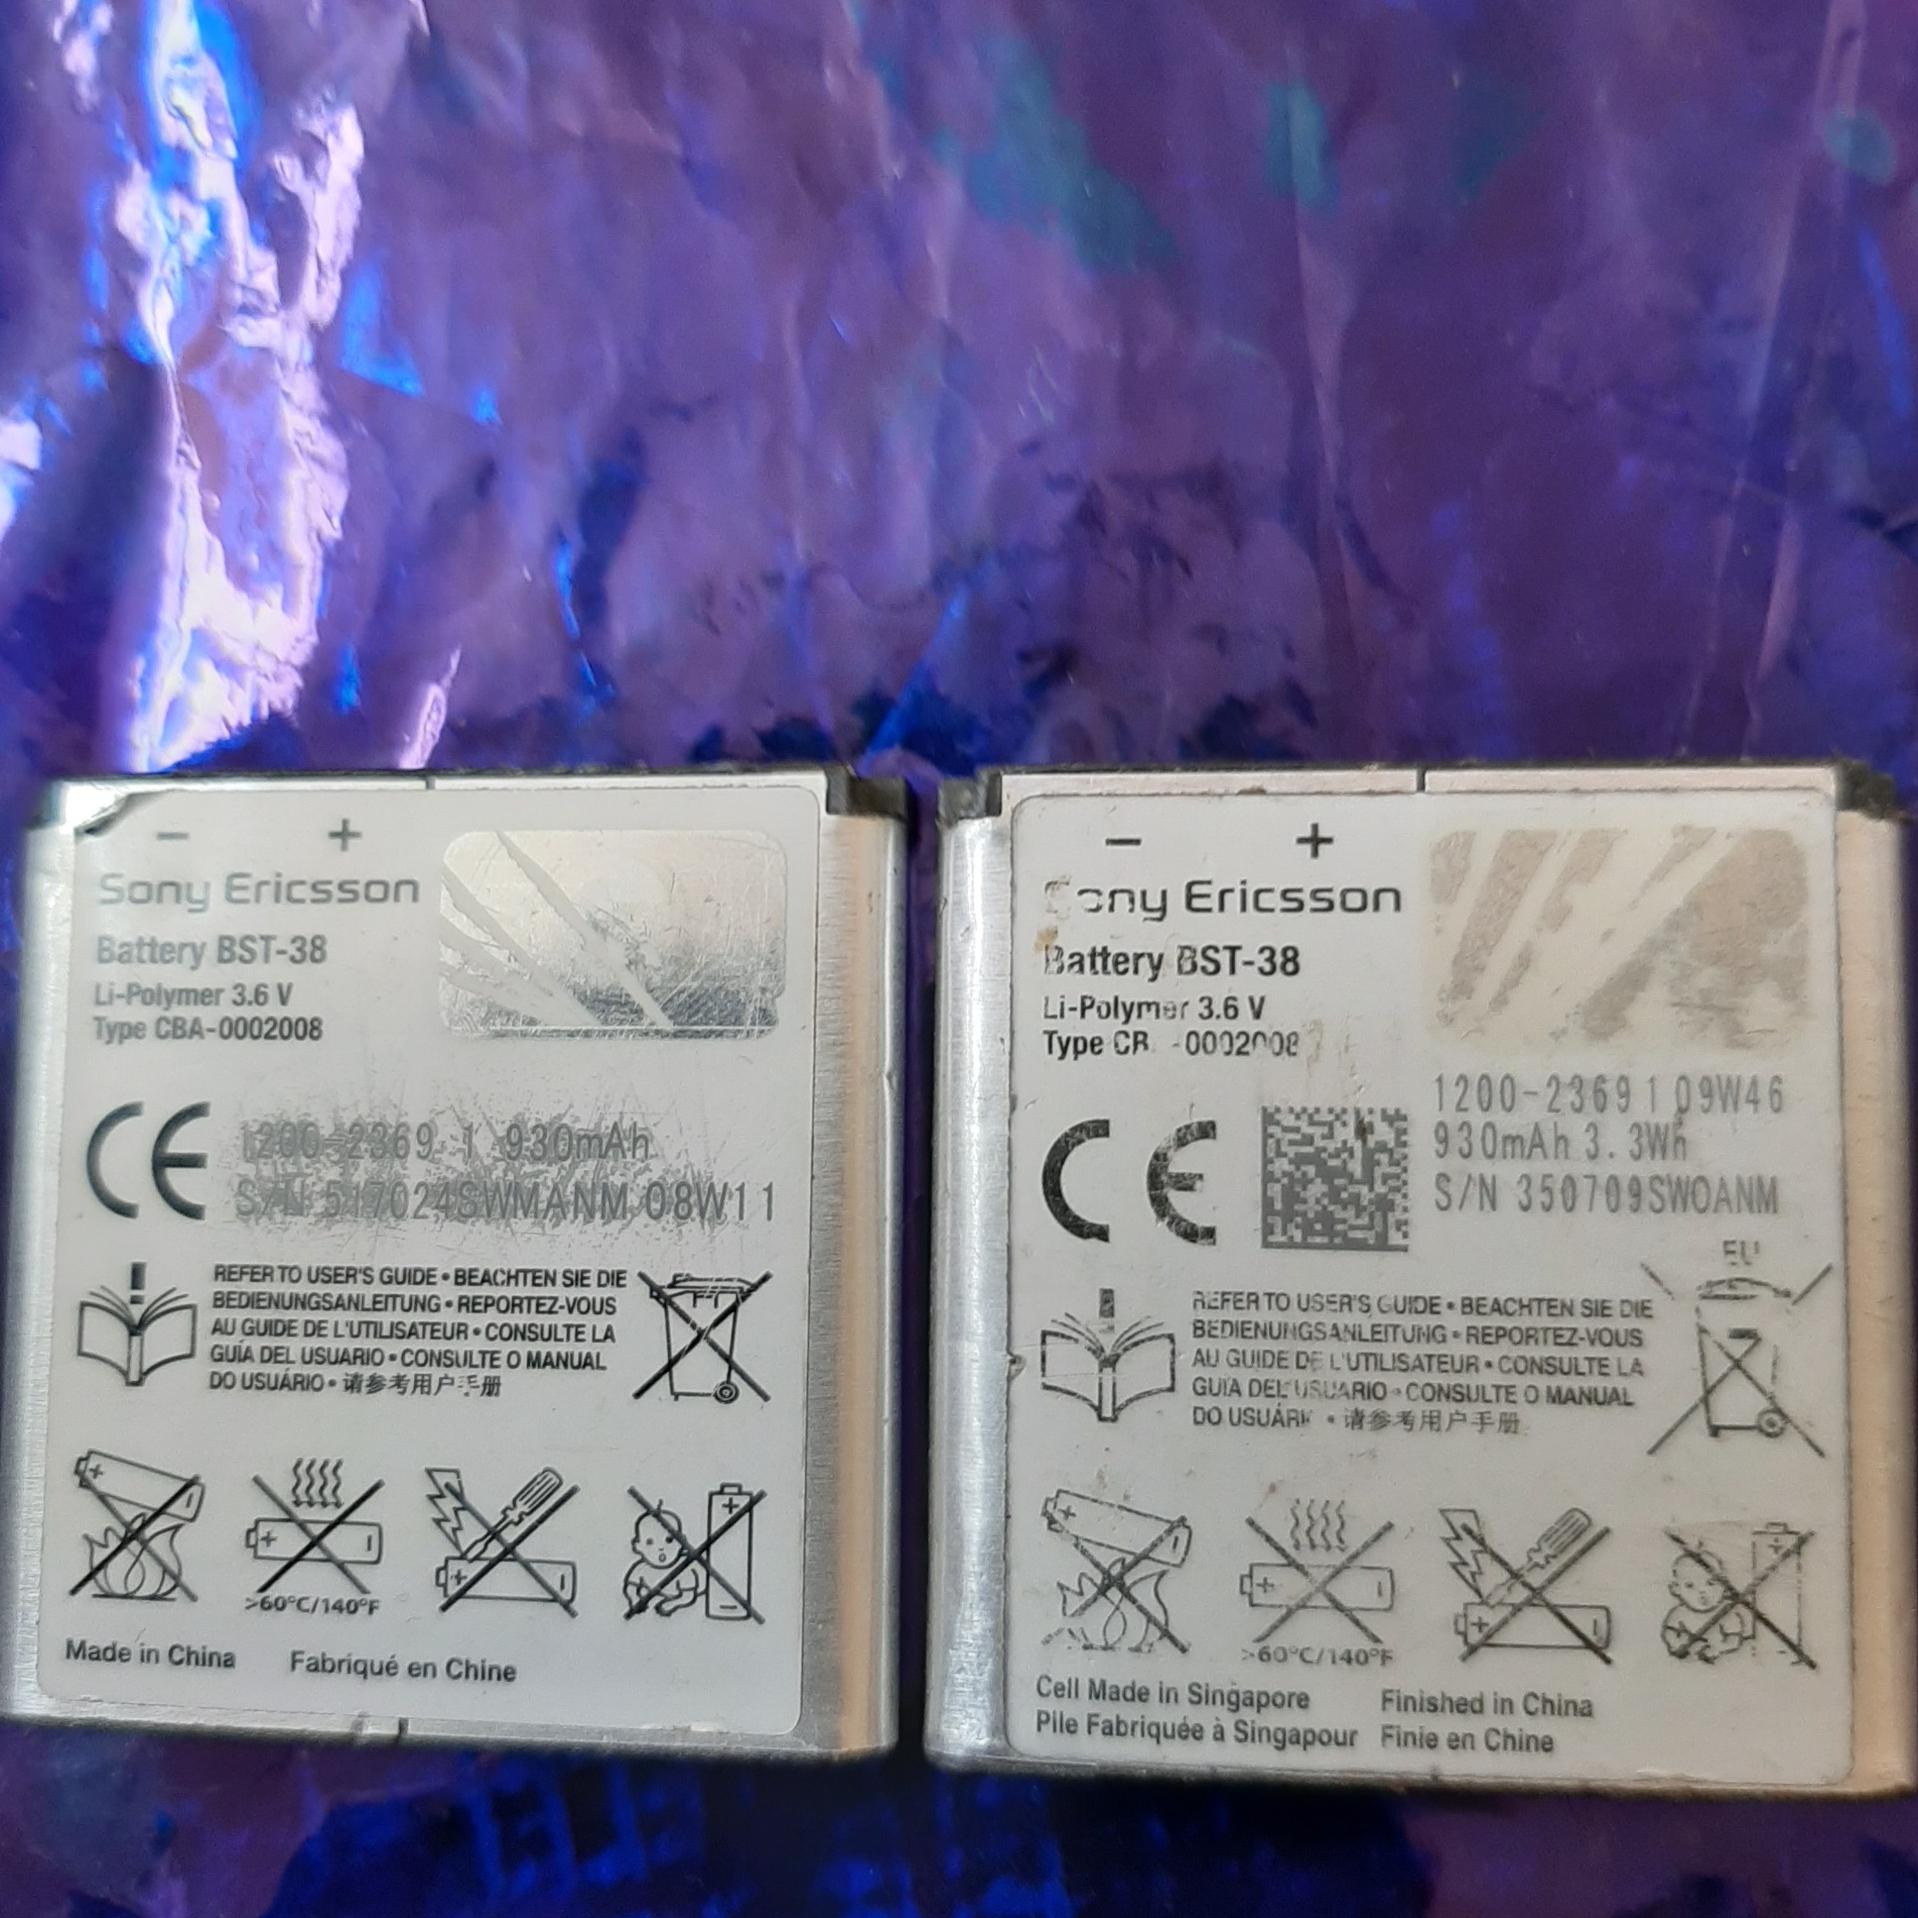 − +
Sony Ericsson
Battery BST-38
Li-Polymer 3.6 V
Type CBA-0002008
CE
1200-2369 1 930mAh
S/N 517024SWMANM 08W11
REFER TO USER'S GUIDE • BEACHTEN SIE DIE
BEDIENUNGSANLEITUNG • REPORTEZ-VOUS
AU GUIDE DE L'UTILISATEUR • CONSULTE LA
GUÍA DEL USUARIO • CONSULTE O MANUAL
DO USUÁRIO • 请参考用户手册
>60°C/140°F
Made in China Fabriqué en Chine
− +
Sony Ericsson
Battery BST-38
Li-Polymer 3.6 V
Type -0002008
CE
1200-2369 1 09W46
930mAh 3.3Wh
S/N 350709SWOANM
EU
REFER TO USER'S GUIDE • BEACHTEN SIE DIE
BEDIENUNGSANLEITUNG • REPORTEZ-VOUS
AU GUIDE DE L'UTILISATEUR • CONSULTE LA
GUÍA DEL USUARIO • CONSULTE O MANUAL
DO USUÁRI • 请参考用户手册
>60°C/140°F
Cell Made in Singapore Finished in China
Pile Fabriquée à Singapour Finie en Chine